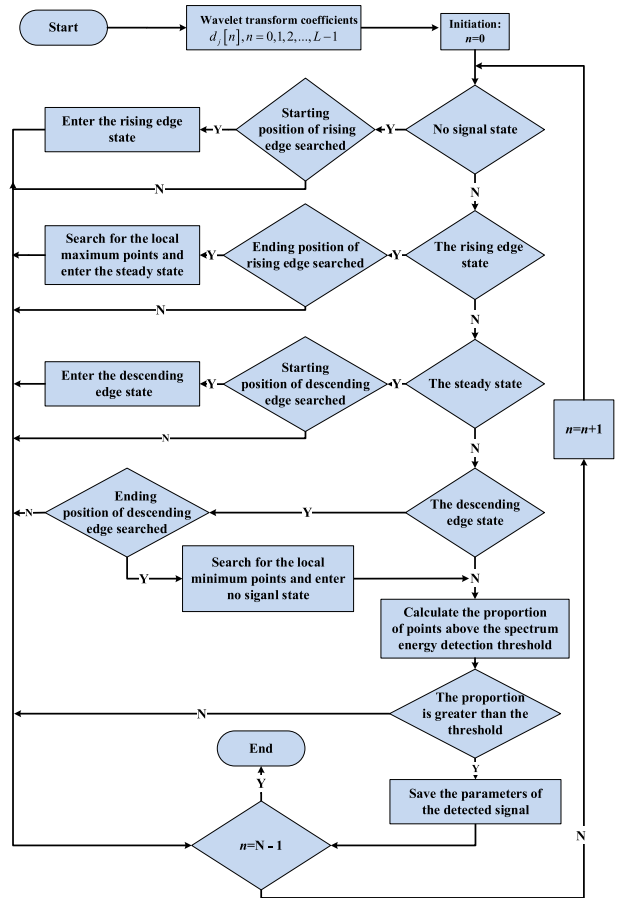 Start
Wavelet transform coefficients
d_j[n], n = 0,1,2,...,L−1
Initiation:
n=0
No signal state
Y
Starting
position of rising
edge searched
Y
Enter the rising edge
state
N
N
The rising edge
state
Y
Ending position of
rising edge searched
Y
Search for the local
maximum points and
enter the steady state
N
N
The steady state
Y
Starting
position of descending
edge searched
Y
Enter the descending
edge state
N
n=n+1
N
The descending
edge state
Y
Ending
position of descending
edge searched
N
Y
Search for the local
minimum points and enter
no siganl state
N
Calculate the proportion
of points above the spectrum
energy detection threshold
The proportion
is greater than the
threshold
N
Y
Save the parameters of
the detected signal
End
Y
n=N - 1
N